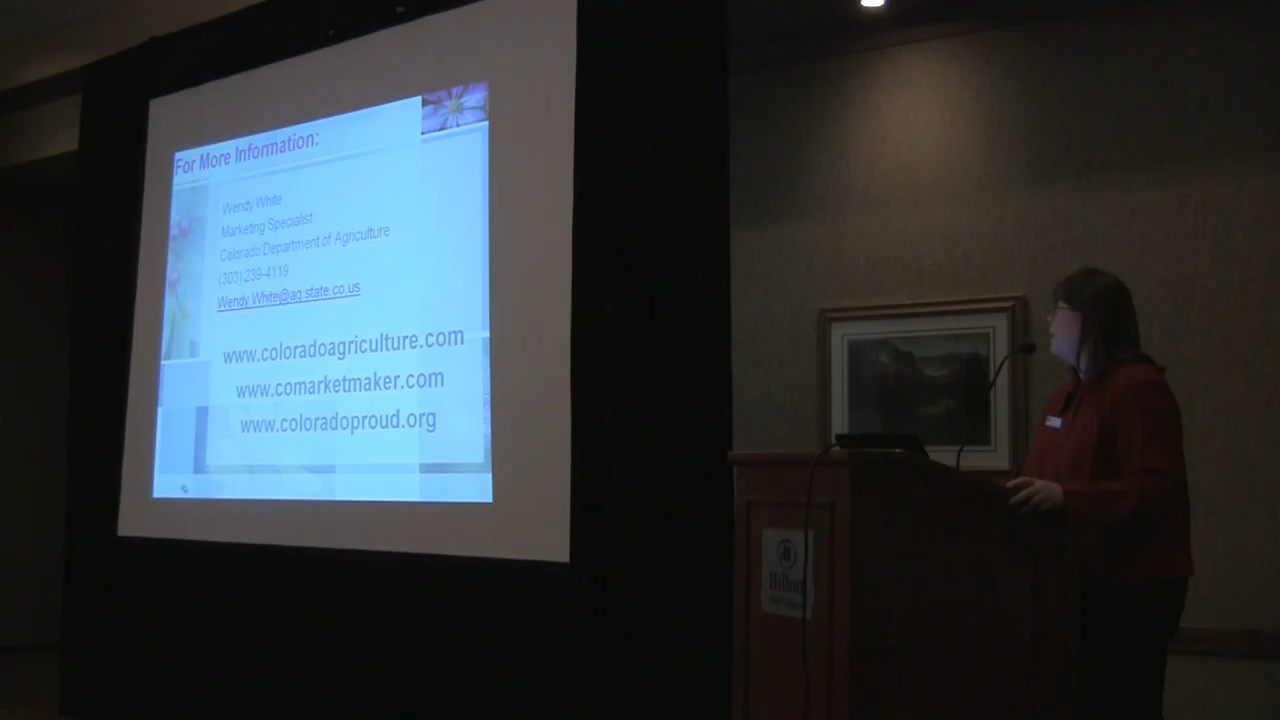 For More Information:
Wendy White
Marketing Specialist
Colorado Department of Agriculture
(303) 239-4119
Wendy.White@ag.state.co.us
www.coloradoagriculture.com
www.comarketmaker.com
www.coloradoproud.org
Hilton